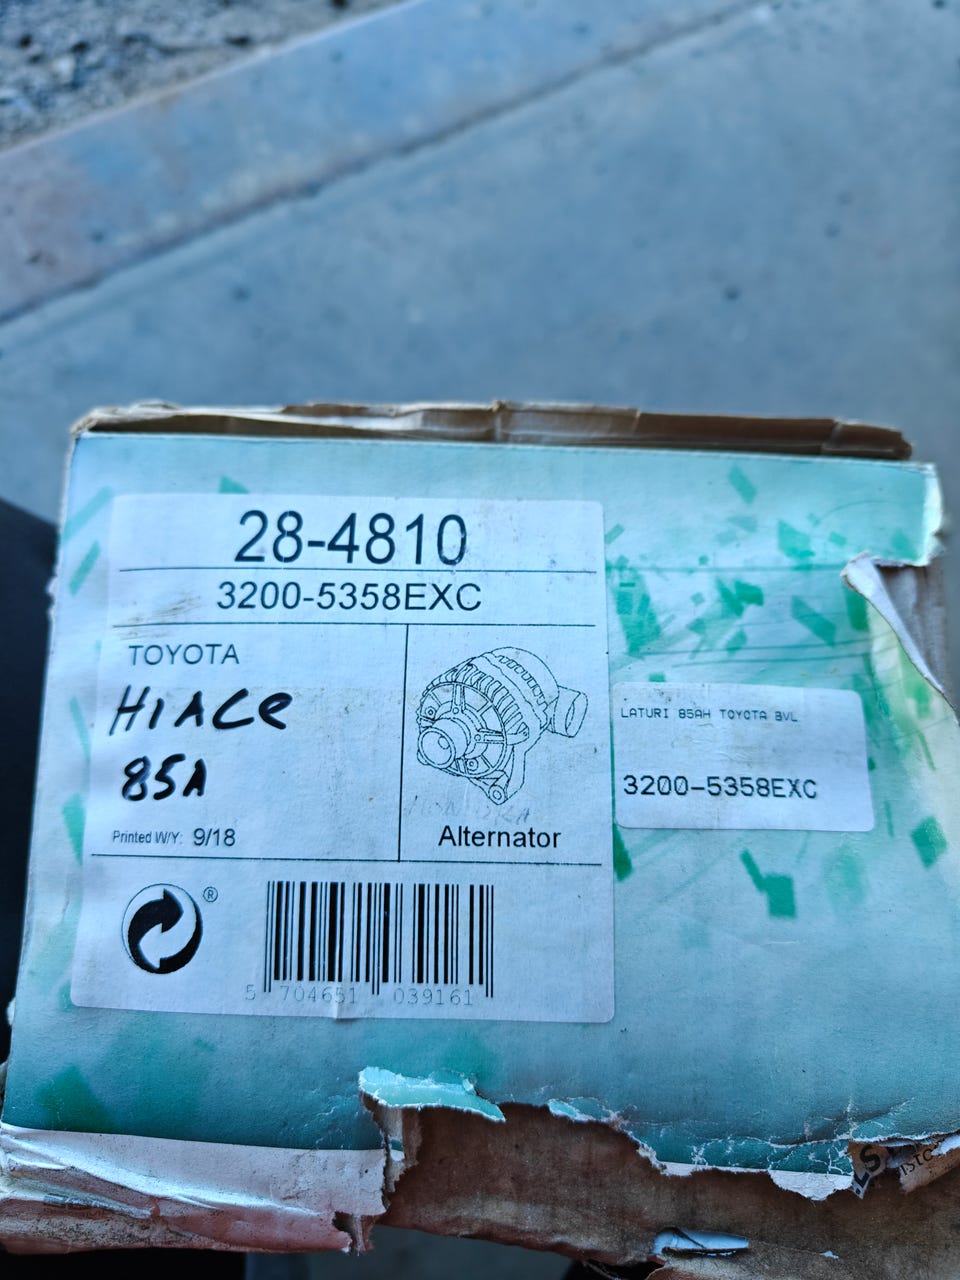 28-4810
3200-5358EXC
TOYOTA
HIACE
85A
Printed W/Y: 9/18
Alternator
®
5 704651 039161
LATURI 85AH TOYOTA BVL
3200-5358EXC